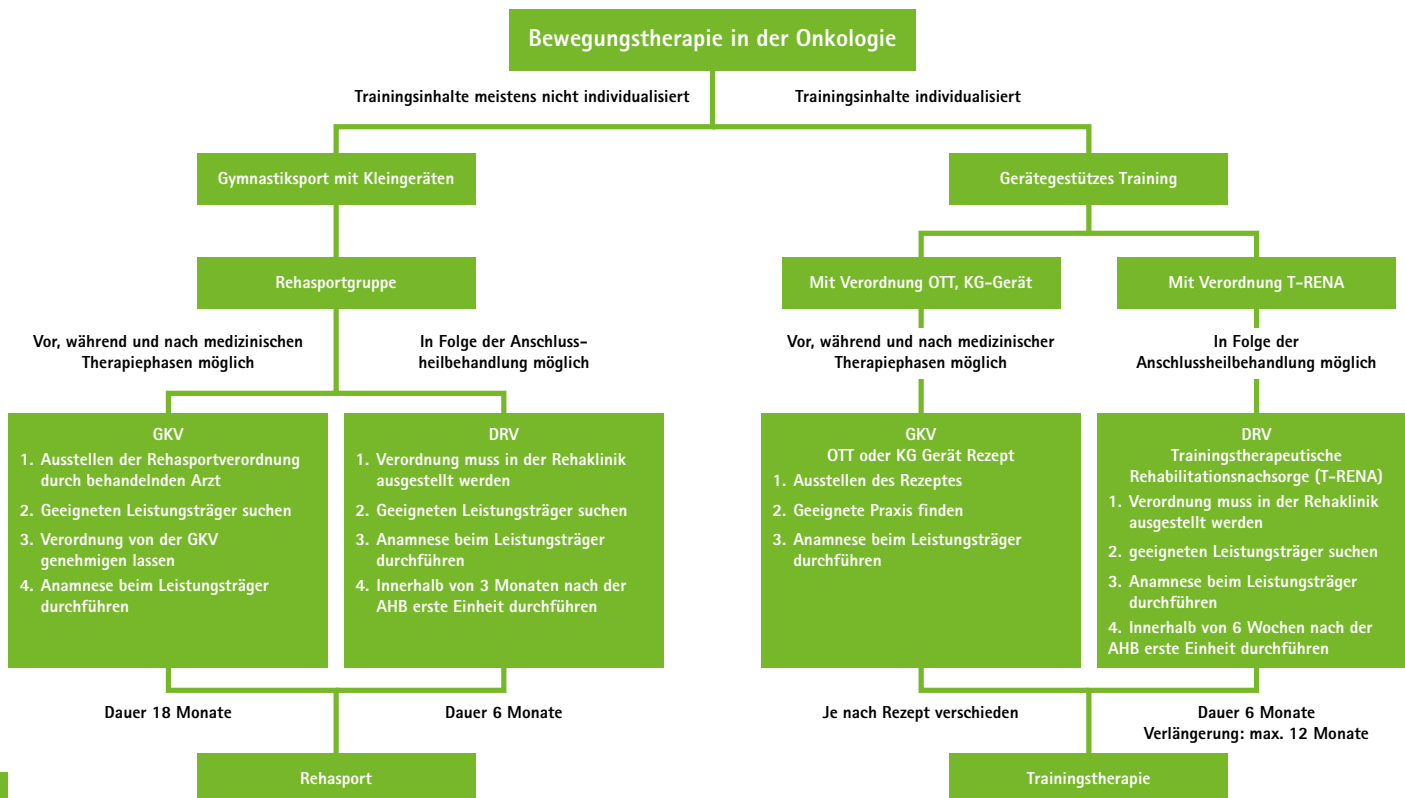 Bewegungstherapie in der Onkologie
Trainingsinhalte meistens nicht individualisiert
Trainingsinhalte individualisiert
Gymnastiksport mit Kleingeräten
Gerätegestützes Training
Rehasportgruppe
Mit Verordnung OTT, KG-Gerät
Mit Verordnung T-RENA
Vor, während und nach medizinischen
Therapiephasen möglich
In Folge der Anschluss-
heilbehandlung möglich
Vor, während und nach medizinischer
Therapiephasen möglich
In Folge der
Anschlussheilbehandlung möglich
GKV
1. Ausstellen der Rehasportverordnung
durch behandelnden Arzt
2. Geeigneten Leistungsträger suchen
3. Verordnung von der GKV
genehmigen lassen
4. Anamnese beim Leistungsträger
durchführen
DRV
1. Verordnung muss in der Rehaklinik
ausgestellt werden
2. Geeigneten Leistungsträger suchen
3. Anamnese beim Leistungsträger
durchführen
4. Innerhalb von 3 Monaten nach der
AHB erste Einheit durchführen
GKV
OTT oder KG Gerät Rezept
1. Ausstellen des Rezeptes
2. Geeignete Praxis finden
3. Anamnese beim Leistungsträger
durchführen
DRV
Trainingstherapeutische
Rehabilitationsnachsorge (T-RENA)
1. Verordnung muss in der Rehaklinik
ausgestellt werden
2. geeigneten Leistungsträger suchen
3. Anamnese beim Leistungsträger
durchführen
4. Innerhalb von 6 Wochen nach der
AHB erste Einheit durchführen
Dauer 18 Monate
Dauer 6 Monate
Je nach Rezept verschieden
Dauer 6 Monate
Verlängerung: max. 12 Monate
Rehasport
Trainingstherapie